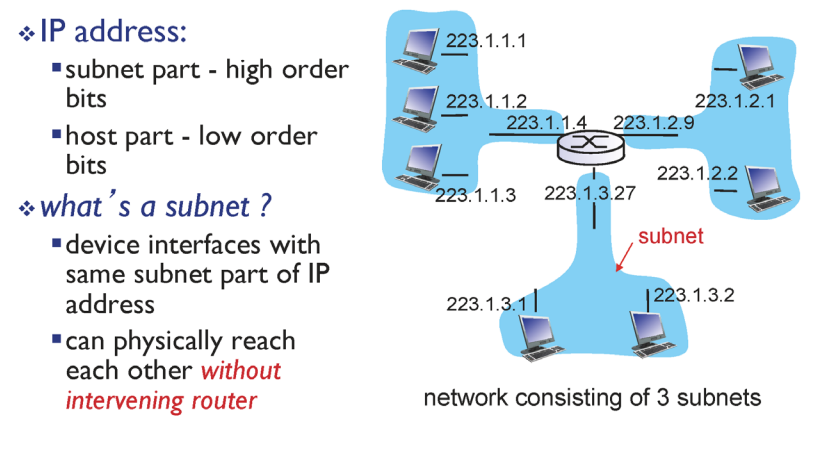 ❖ IP address:
▪ subnet part - high order
bits
▪ host part - low order
bits
❖ what's a subnet ?
▪ device interfaces with
same subnet part of IP
address
▪ can physically reach
each other without
intervening router
223.1.1.1
223.1.1.2
223.1.1.3
223.1.1.4
223.1.2.9
223.1.2.1
223.1.2.2
223.1.3.27
subnet
223.1.3.1
223.1.3.2
network consisting of 3 subnets